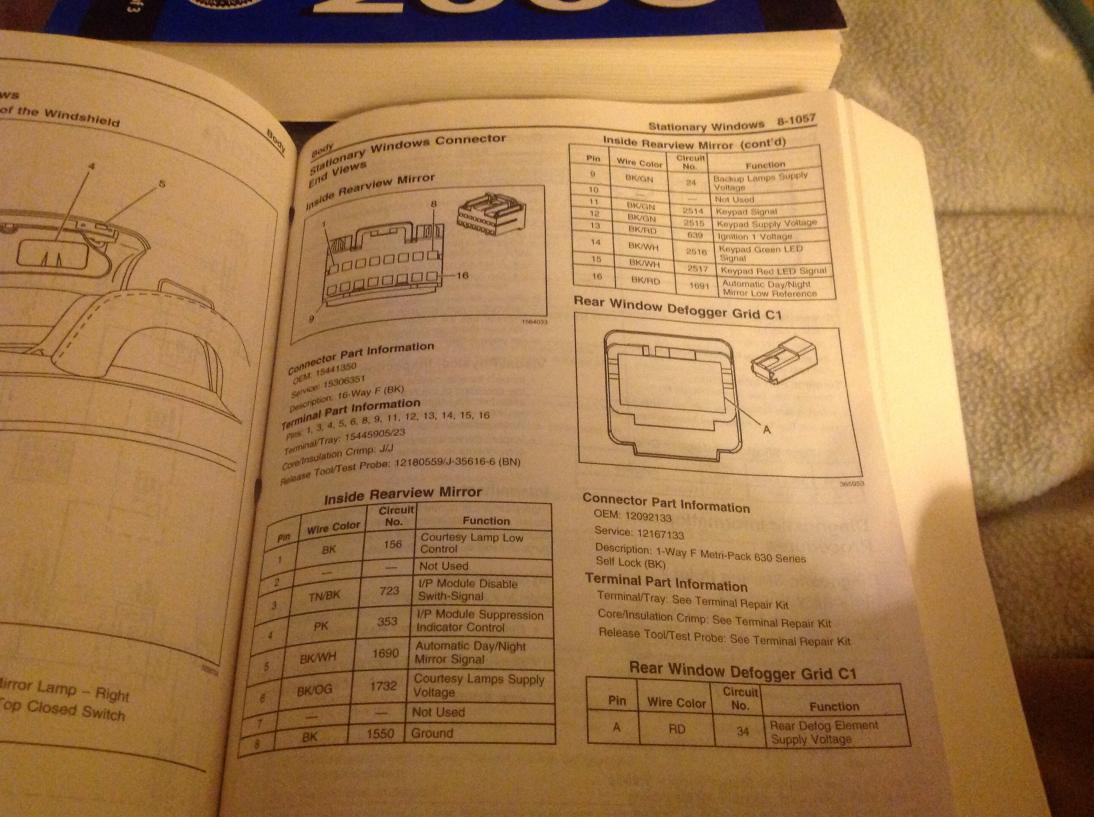 of 3
2008
ws
of the Windshield
Body
4
5
irror Lamp – Right
op Closed Switch
Stationary Windows 8-1057
Body
Stationary Windows Connector
End Views
Inside Rearview Mirror
1
8
16
9
1564033
Connector Part Information
OEM: 15441350
Service: 15306351
Description: 16-Way F (BK)
Terminal Part Information
Pins: 1, 3, 4, 5, 6, 8, 9, 11, 12, 13, 14, 15, 16
Terminal/Tray: 15445905/23
Core/Insulation Crimp: J/J
Release Tool/Test Probe: 12180559/J-35616-6 (BN)
Inside Rearview Mirror
Pin Wire Color Circuit No. Function
1 BK 156 Courtesy Lamp Low
Control
2 — — Not Used
3 TN/BK 723 I/P Module Disable
Swith-Signal
4 PK 353 I/P Module Suppression
Indicator Control
5 BK/WH 1690 Automatic Day/Night
Mirror Signal
6 BK/OG 1732 Courtesy Lamps Supply
Voltage
7 — — Not Used
8 BK 1550 Ground
Inside Rearview Mirror (cont'd)
Pin Wire Color Circuit No. Function
9 BK/GN 24 Backup Lamps Supply
Voltage
10 — — Not Used
11 BK/GN 2514 Keypad Signal
12 BK/GN 2515 Keypad Supply Voltage
13 BK/RD 639 Ignition 1 Voltage
14 BK/WH 2516 Keypad Green LED
Signal
15 BK/WH 2517 Keypad Red LED Signal
16 BK/RD 1691 Automatic Day/Night
Mirror Low Reference
Rear Window Defogger Grid C1
A
365953
Connector Part Information
OEM: 12092133
Service: 12167133
Description: 1-Way F Metri-Pack 630 Series
Self Lock (BK)
Terminal Part Information
Terminal/Tray: See Terminal Repair Kit
Core/Insulation Crimp: See Terminal Repair Kit
Release Tool/Test Probe: See Terminal Repair Kit
Rear Window Defogger Grid C1
Pin Wire Color Circuit No. Function
A RD 34 Rear Defog Element
Supply Voltage